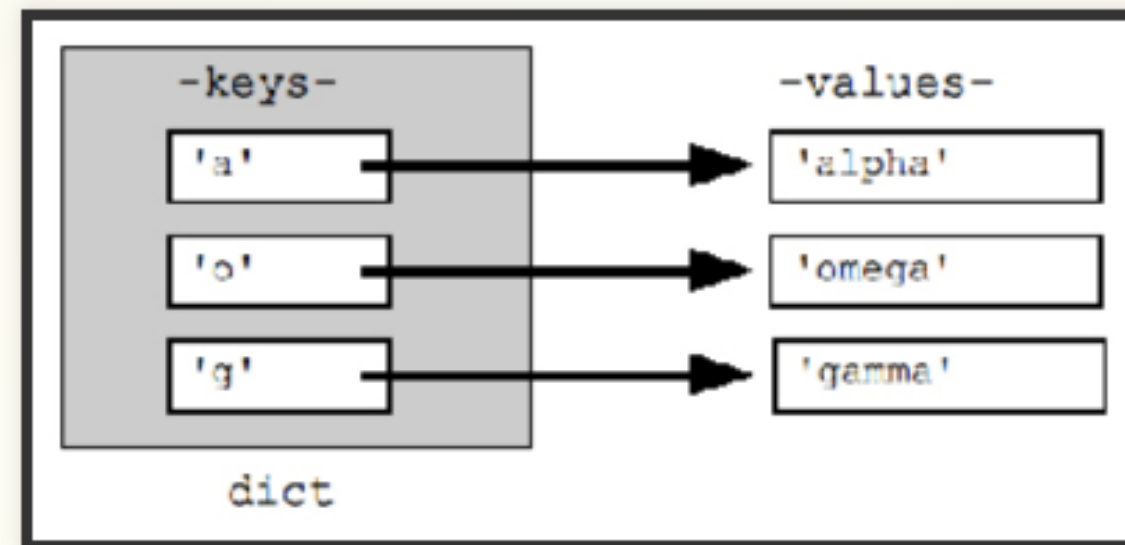 -keys- -values-
'a' 'alpha'
'o' 'omega'
'g' 'gamma'
dict